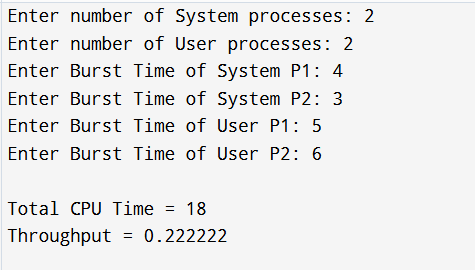 Enter number of System processes: 2
Enter number of User processes: 2
Enter Burst Time of System P1: 4
Enter Burst Time of System P2: 3
Enter Burst Time of User P1: 5
Enter Burst Time of User P2: 6
Total CPU Time = 18
Throughput = 0.222222